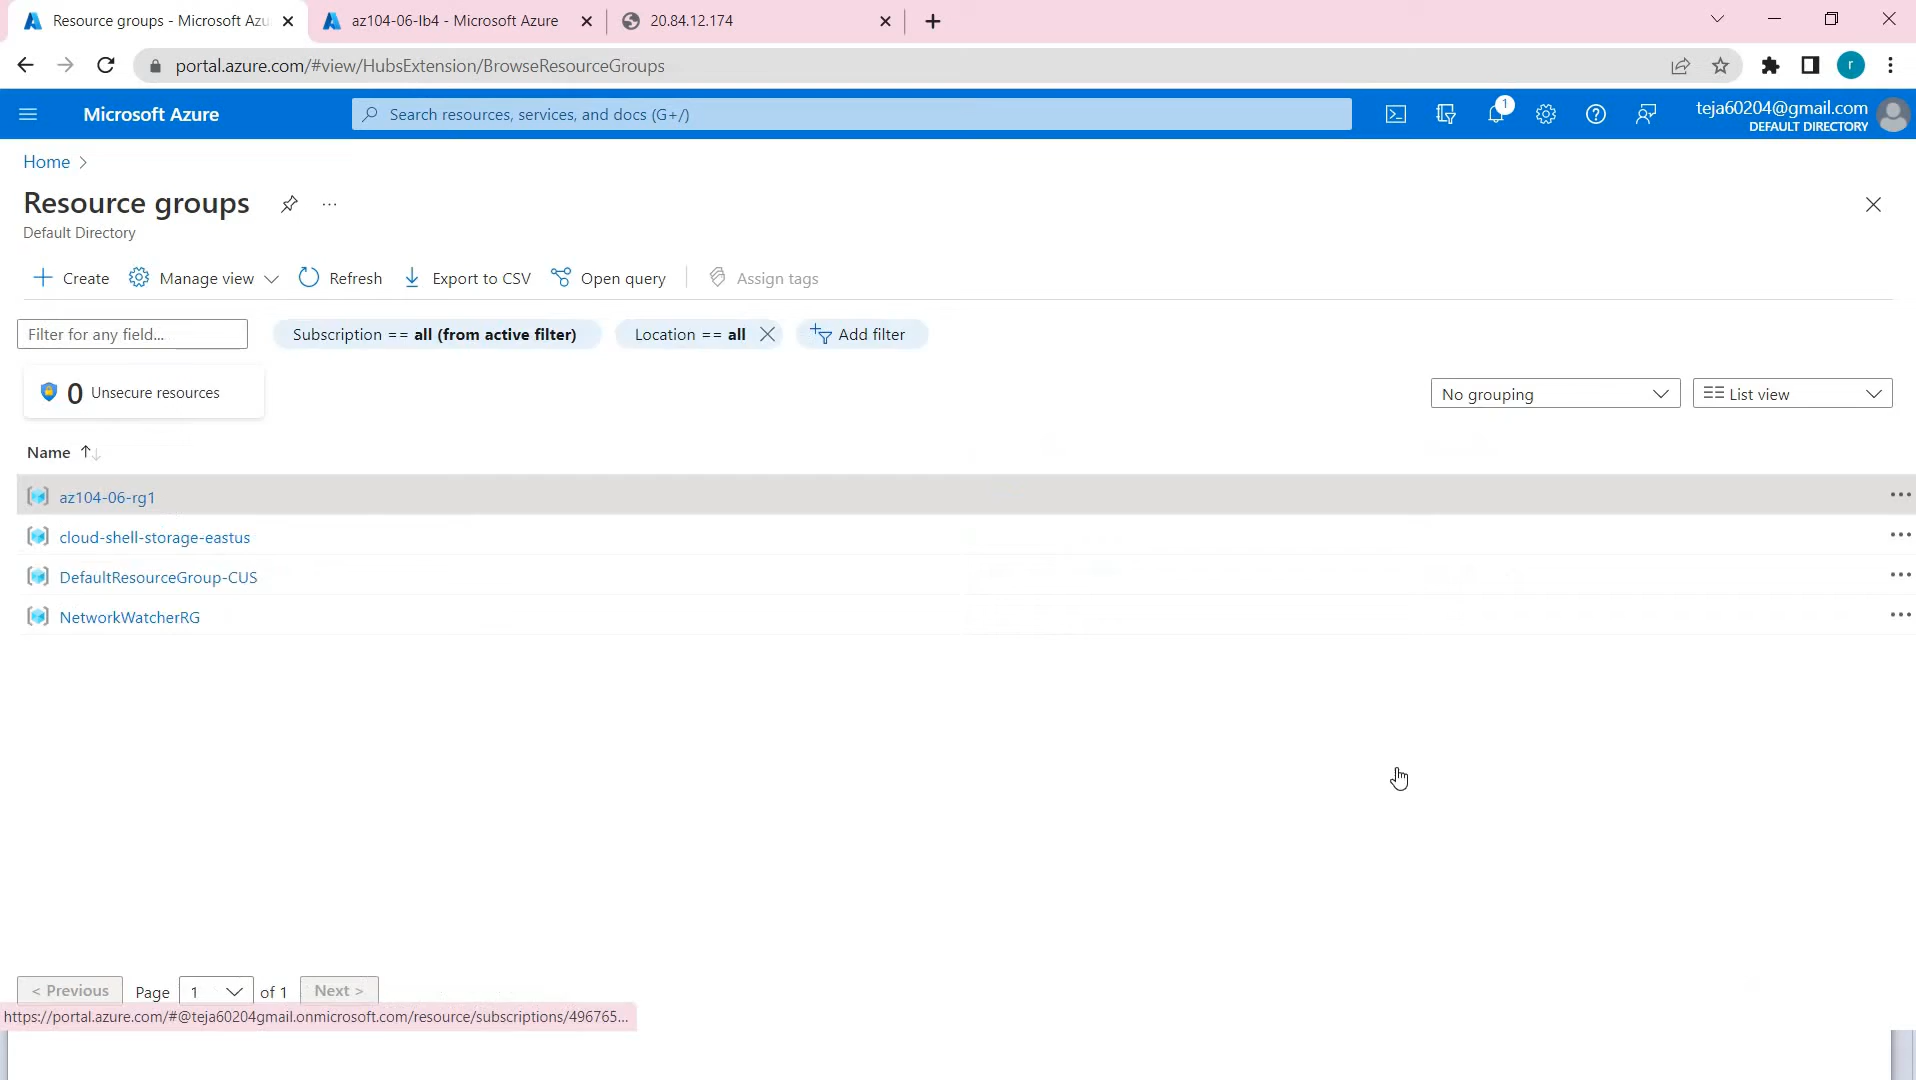 Resource groups - Microsoft Azu
az104-06-lb4 - Microsoft Azure
20.84.12.174
portal.azure.com/#view/HubsExtension/BrowseResourceGroups
r
Microsoft Azure
Search resources, services, and docs (G+/)
1
teja60204@gmail.com
DEFAULT DIRECTORY
Home
Resource groups
Default Directory
Create
Manage view
Refresh
Export to CSV
Open query
Assign tags
Filter for any field...
Subscription == all (from active filter)
Location == all
Add filter
0 Unsecure resources
No grouping
List view
Name
az104-06-rg1
cloud-shell-storage-eastus
DefaultResourceGroup-CUS
NetworkWatcherRG
< Previous
Page
1
of 1
Next >
https://portal.azure.com/#@teja60204gmail.onmicrosoft.com/resource/subscriptions/496765...